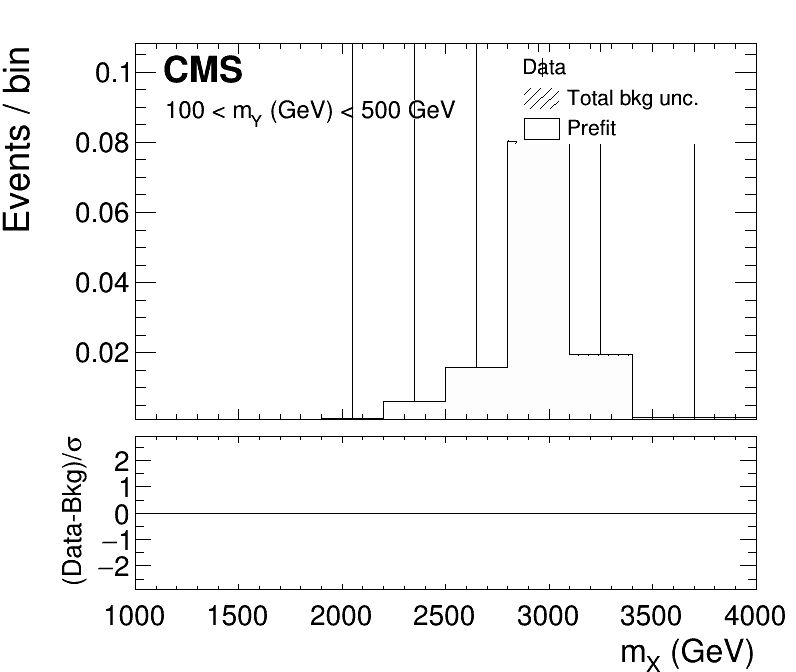 CMS
100 < mY (GeV) < 500 GeV
Data
Total bkg unc.
Prefit
Events / bin
0.1
0.08
0.06
0.04
0.02
(Data-Bkg)/σ
2
1
0
−1
−2
1000 1500 2000 2500 3000 3500 4000
mX (GeV)